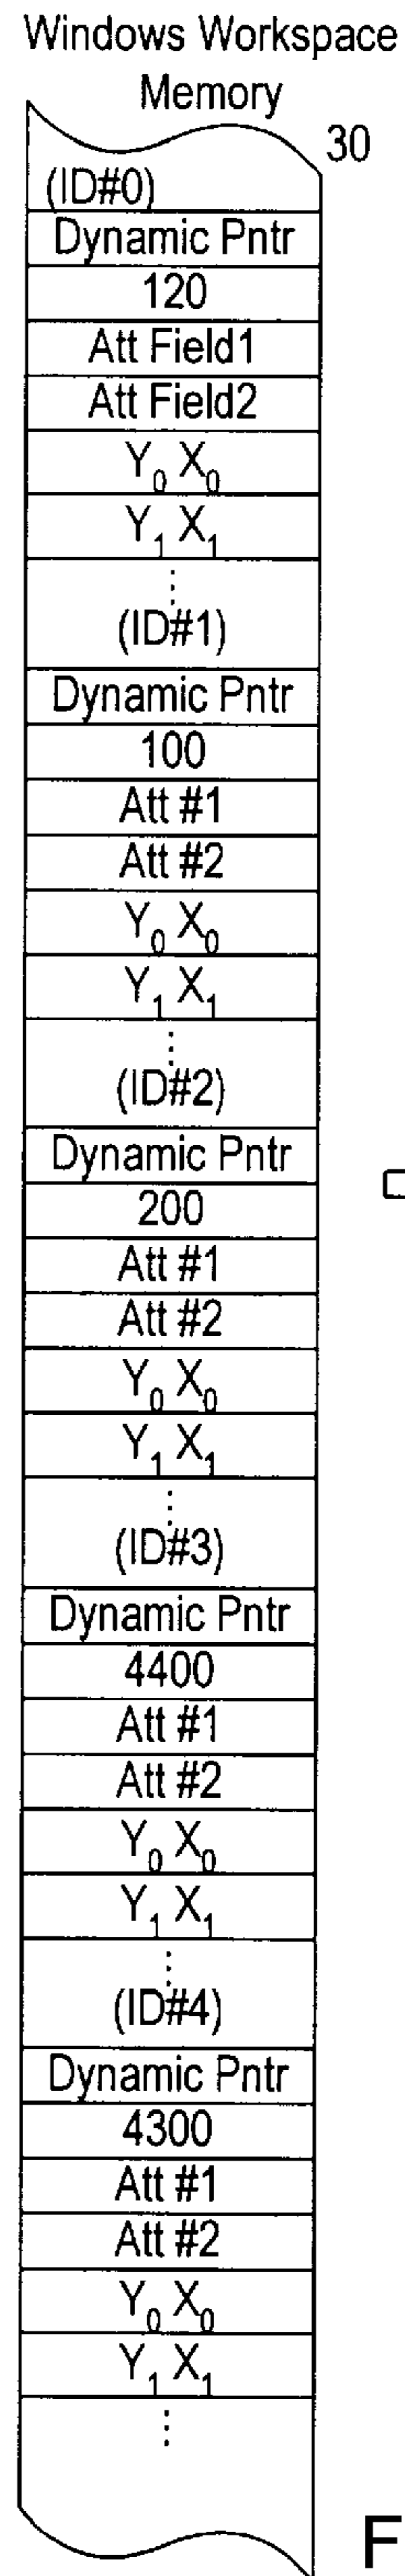 Windows Workspace
Memory
30
(ID#0)
Dynamic Pntr
120
Att Field1
Att Field2
Y₀ X₀
Y₁ X₁
⋮
(ID#1)
Dynamic Pntr
100
Att #1
Att #2
Y₀ X₀
Y₁ X₁
⋮
(ID#2)
Dynamic Pntr
200
Att #1
Att #2
Y₀ X₀
Y₁ X₁
⋮
(ID#3)
Dynamic Pntr
4400
Att #1
Att #2
Y₀ X₀
Y₁ X₁
⋮
(ID#4)
Dynamic Pntr
4300
Att #1
Att #2
Y₀ X₀
Y₁ X₁
⋮
F